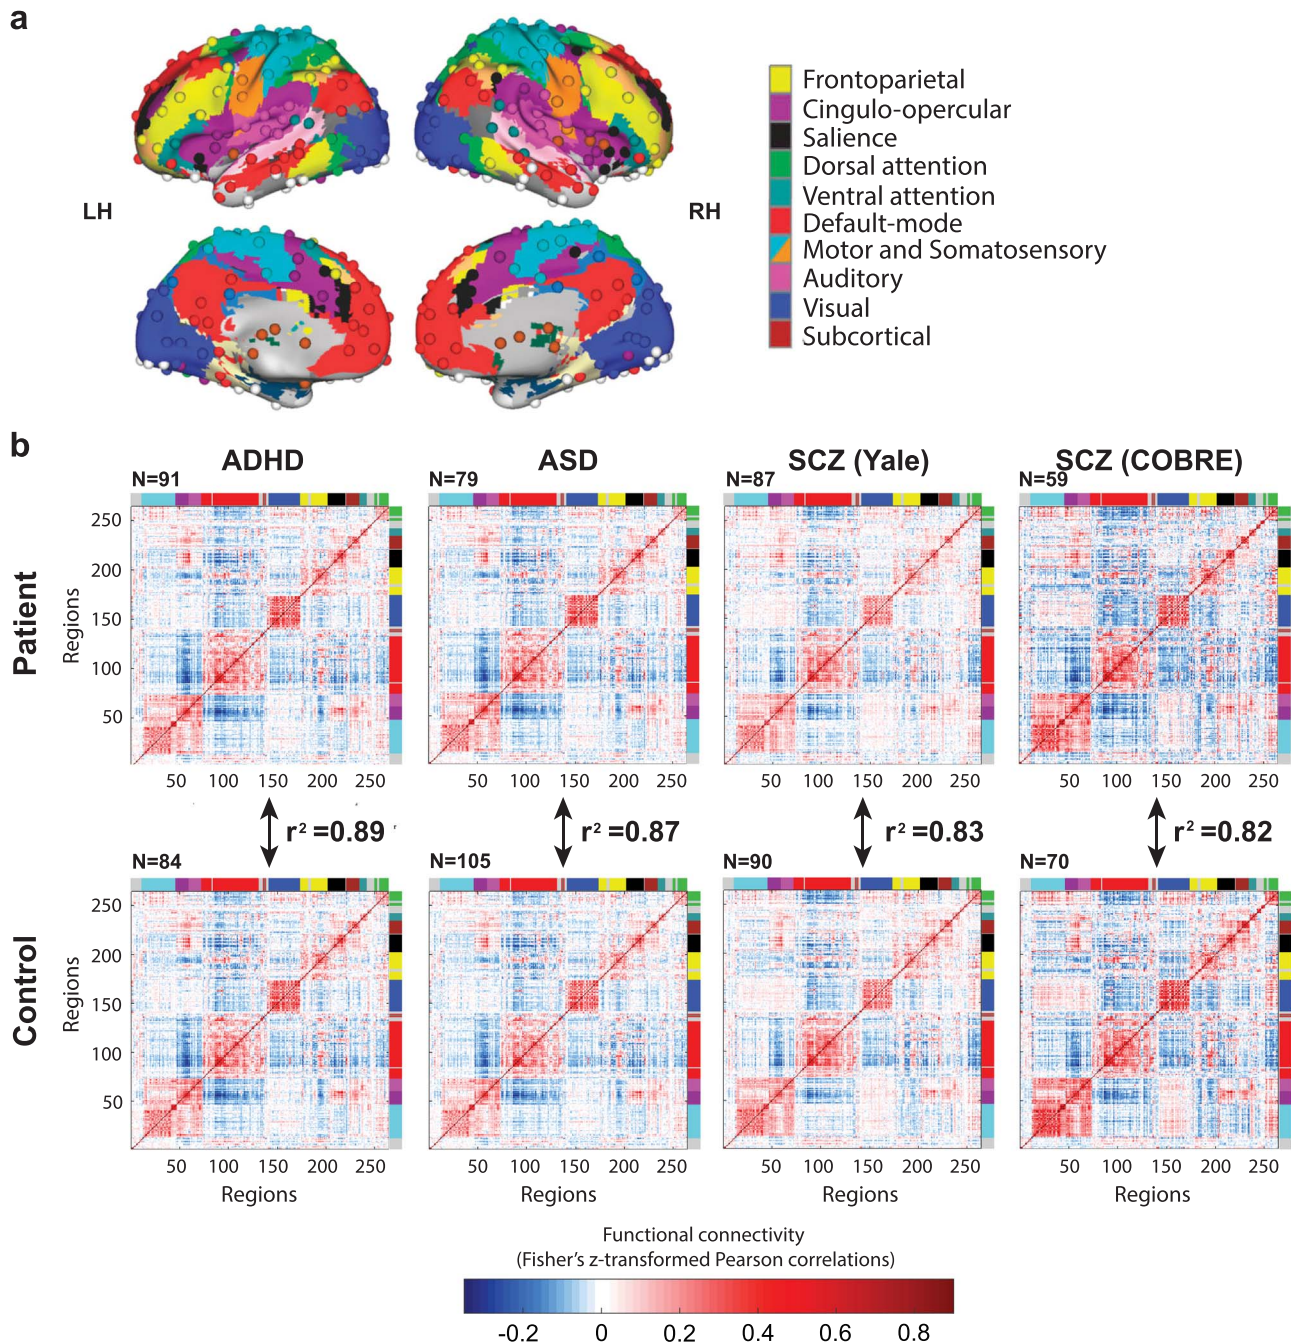 a
LH
RH
Frontoparietal
Cingulo-opercular
Salience
Dorsal attention
Ventral attention
Default-mode
Motor and Somatosensory
Auditory
Visual
Subcortical
b
ADHD
ASD
SCZ (Yale)
SCZ (COBRE)
N=91
N=79
N=87
N=59
Patient
Regions
250
200
150
100
50
50 100 150 200 250
50 100 150 200 250
50 100 150 200 250
50 100 150 200 250
r² =0.89
r² =0.87
r² =0.83
r² =0.82
N=84
N=105
N=90
N=70
Control
Regions
250
200
150
100
50
50 100 150 200 250
50 100 150 200 250
50 100 150 200 250
50 100 150 200 250
Regions
Regions
Regions
Regions
Functional connectivity
(Fisher's z-transformed Pearson correlations)
-0.2 0 0.2 0.4 0.6 0.8